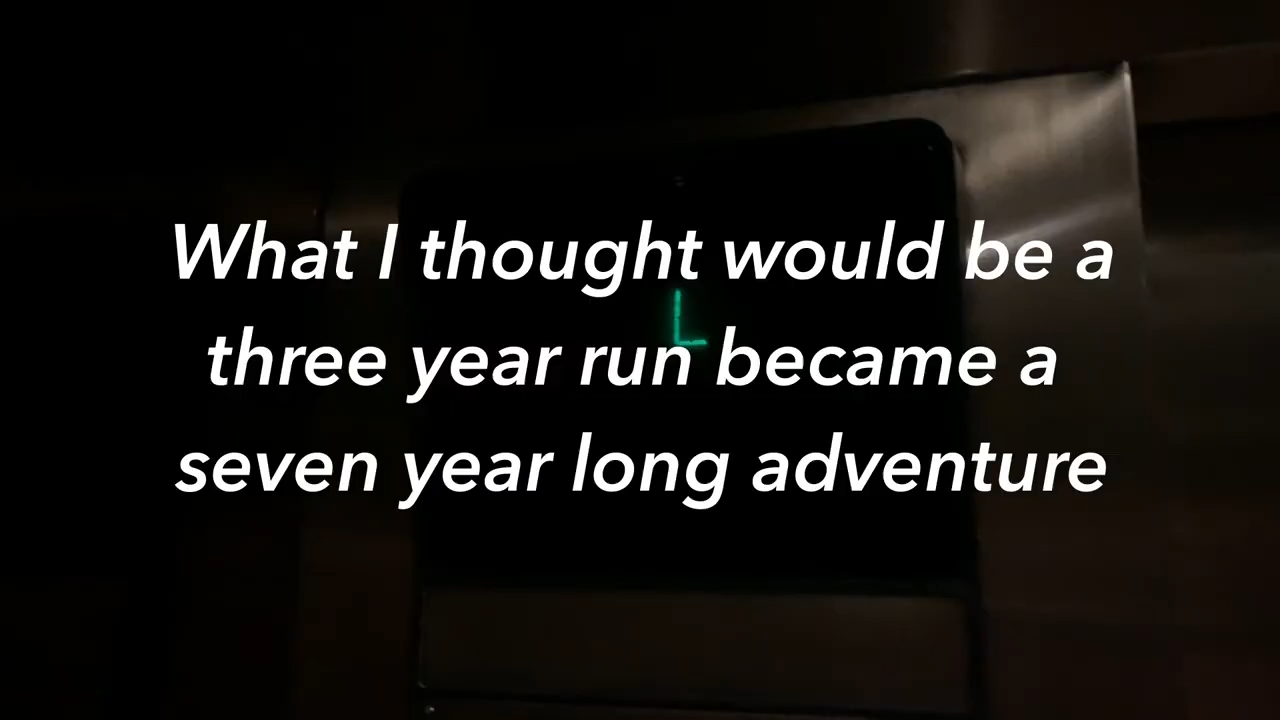 What I thought would be a
L
three year run became a
seven year long adventure